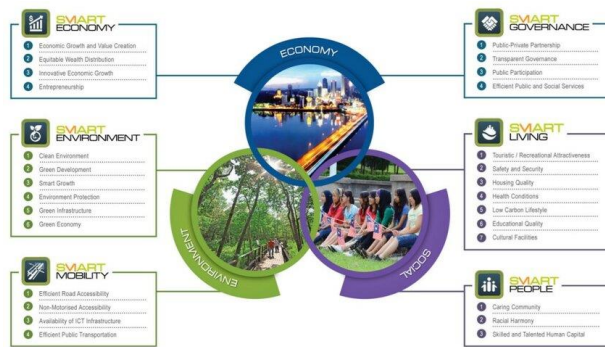 SMART
ECONOMY
1 Economic Growth and Value Creation
2 Equitable Wealth Distribution
3 Innovative Economic Growth
4 Entrepreneurship
SMART
ENVIRONMENT
1 Clean Environment
2 Green Development
3 Smart Growth
4 Environment Protection
5 Green Infrastructure
6 Green Economy
SMART
MOBILITY
1 Efficient Road Accessibility
2 Non-Motorised Accessibility
3 Availability of ICT Infrastructure
4 Efficient Public Transportation
ECONOMY
ENVIRONMENT
SOCIAL
SMART
GOVERNANCE
1 Public-Private Partnership
2 Transparent Governance
3 Public Participation
4 Efficient Public and Social Services
SMART
LIVING
1 Touristic / Recreational Attractiveness
2 Safety and Security
3 Housing Quality
4 Health Conditions
5 Low Carbon Lifestyle
6 Educational Quality
7 Cultural Facilities
SMART
PEOPLE
1 Caring Community
2 Racial Harmony
3 Skilled and Talented Human Capital